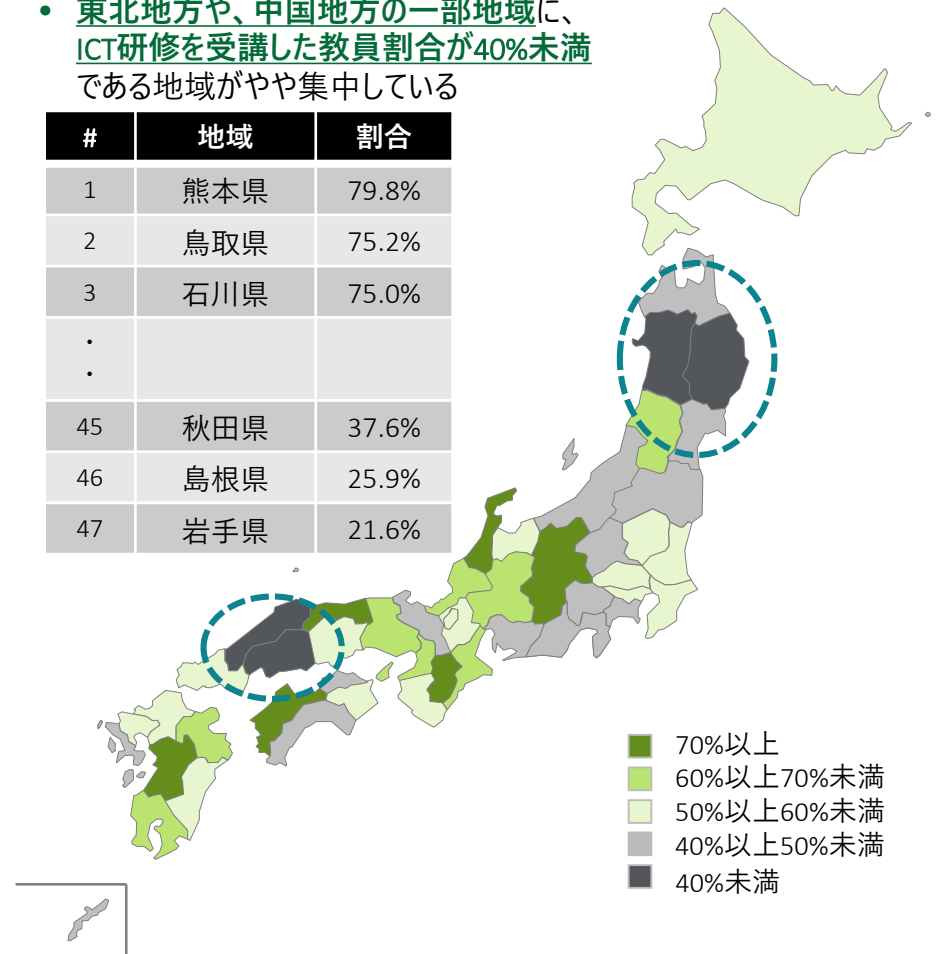 • 東北地方や、中国地方の一部地域に、
ICT研修を受講した教員割合が40%未満
である地域がやや集中している
# 地域 割合
1 熊本県 79.8%
2 鳥取県 75.2%
3 石川県 75.0%
・
・
45 秋田県 37.6%
46 島根県 25.9%
47 岩手県 21.6%
70%以上
60%以上70%未満
50%以上60%未満
40%以上50%未満
40%未満